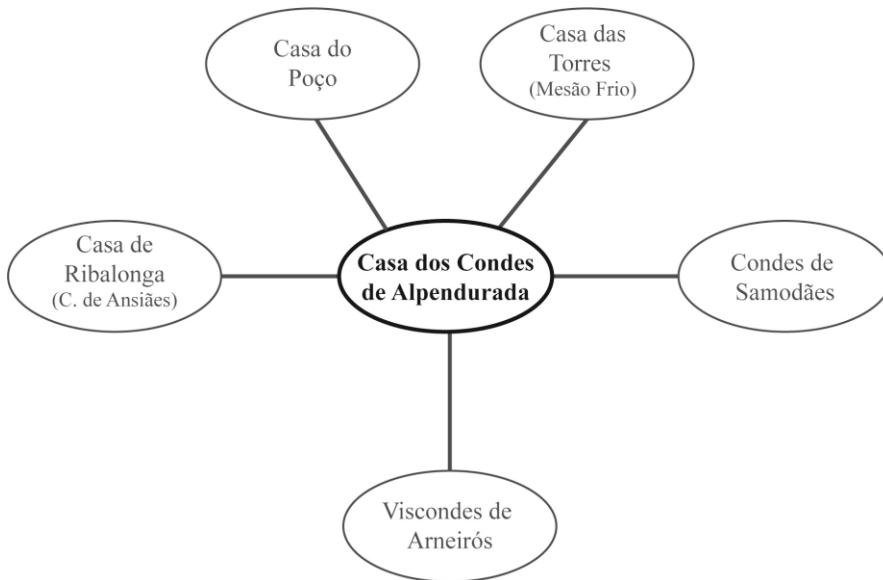 Casa do
Poço
Casa das
Torres
(Mesão Frio)
Casa de
Ribalonga
(C. de Ansiães)
Casa dos Condes
de Alpendurada
Condes de
Samodães
Viscondes de
Arneirós